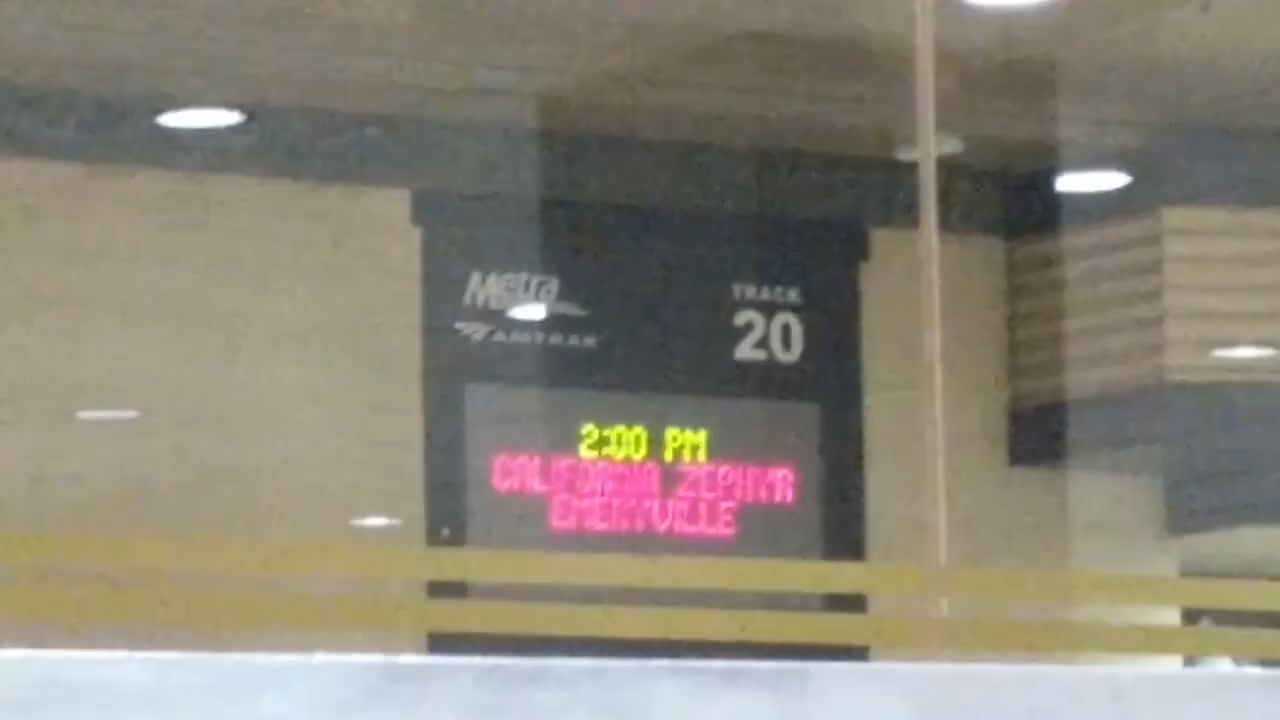 Metra
AMTRAK
TRACK
20
2:00 PM
CALIFORNIA ZEPHYR
EMERYVILLE